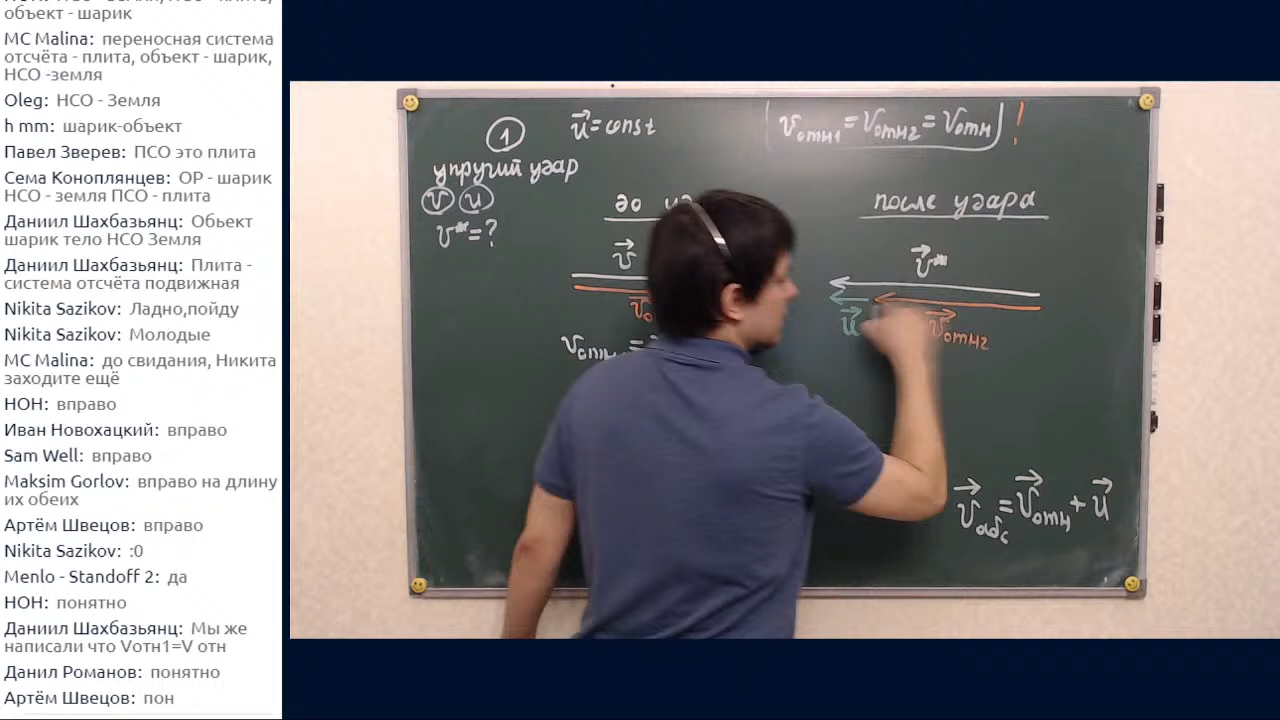 объект - шарик
MC Malina: переносная система
отсчёта - плита, объект - шарик,
НСО -земля
Oleg: НСО - Земля
h mm: шарик-объект
Павел Зверев: ПСО это плита
Сема Коноплянцев: ОР - шарик
НСО - земля ПСО - плита
Даниил Шахбазьянц: Обьект
шарик тело НСО Земля
Даниил Шахбазьянц: Плита -
система отсчёта подвижная
Nikita Sazikov: Ладно,пойду
Nikita Sazikov: Молодые
MC Malina: до свидания, Никита
заходите ещё
НОН: вправо
Иван Новохацкий: вправо
Sam Well: вправо
Maksim Gorlov: вправо на длину
их обеих
Артём Швецов: вправо
Nikita Sazikov: :0
Menlo - Standoff 2: да
НОН: понятно
Даниил Шахбазьянц: Мы же
написали что Vотн1=V отн
Данил Романов: понятно
Артём Швецов: пон
1
u = const
vотн1 = vотн2 = vотн !
упругий удар
v u
v* = ?
до
после удара
v
v*
u
vотн2
vабс = vотн + u